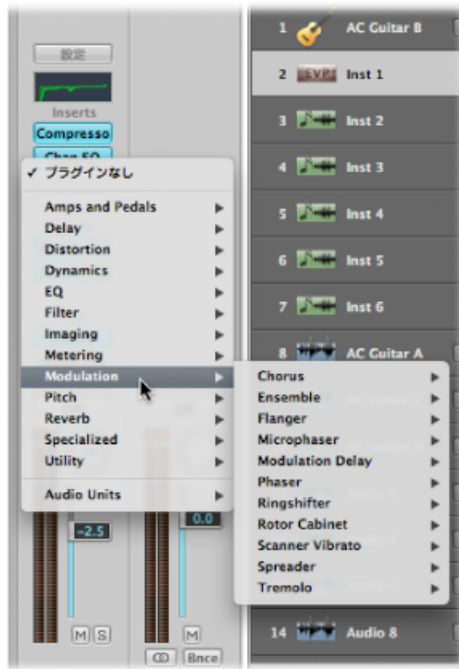 設定
Inserts
Compresso
Chan EQ
✓ プラグインなし
Amps and Pedals
Delay
Distortion
Dynamics
EQ
Filter
Imaging
Metering
Modulation
Pitch
Reverb
Specialized
Utility
Audio Units
Chorus
Ensemble
Flanger
Microphaser
Modulation Delay
Phaser
Ringshifter
Rotor Cabinet
Scanner Vibrato
Spreader
Tremolo
-2.5
0.0
M S
M
Bnce
1 AC Guitar B
2 EVP Inst 1
3 Inst 2
4 Inst 3
5 Inst 4
6 Inst 5
7 Inst 6
8 AC Guitar A
14 Audio 8